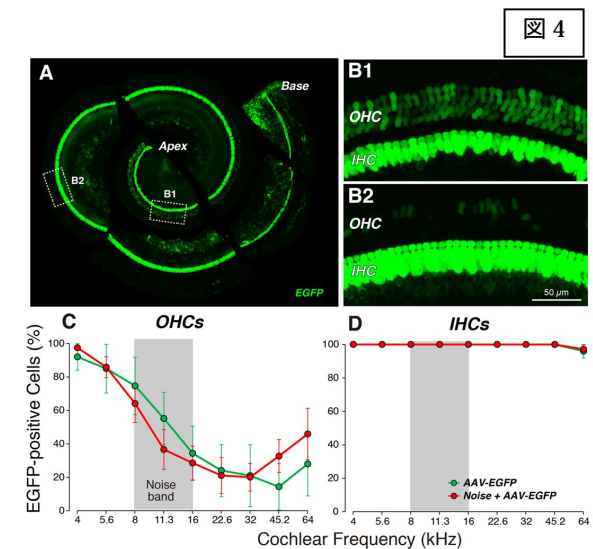 図 4
A
Base
Apex
B2
B1
EGFP
B1
OHC
IHC
B2
OHC
IHC
50 µm
C
OHCs
EGFP-positive Cells (%)
100
80
60
40
20
0
Noise
band
4 5.6 8 11.3 16 22.6 32 45.2 64
D
IHCs
100
80
60
40
20
0
AAV-EGFP
Noise + AAV-EGFP
4 5.6 8 11.3 16 22.6 32 45.2 64
Cochlear Frequency (kHz)